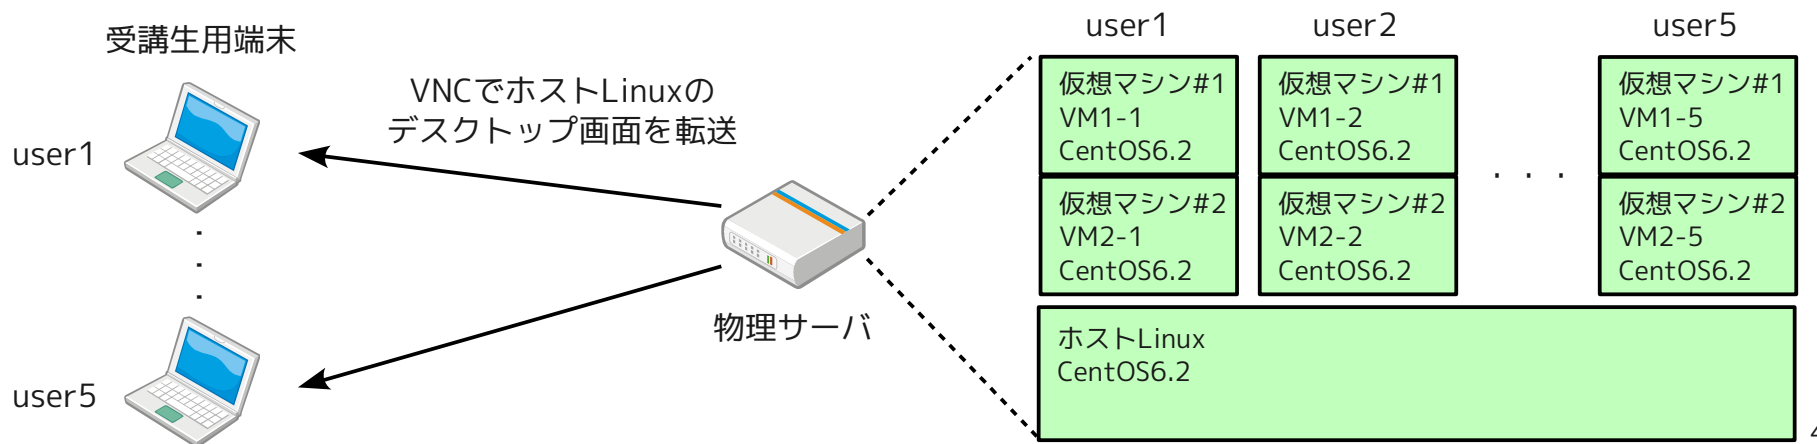 受講生用端末
user1
user5
VNCでホストLinuxの
デスクトップ画面を転送
物理サーバ
user1
user2
user5
仮想マシン#1
VM1-1
CentOS6.2
仮想マシン#1
VM1-2
CentOS6.2
仮想マシン#1
VM1-5
CentOS6.2
仮想マシン#2
VM2-1
CentOS6.2
仮想マシン#2
VM2-2
CentOS6.2
仮想マシン#2
VM2-5
CentOS6.2
ホストLinux
CentOS6.2